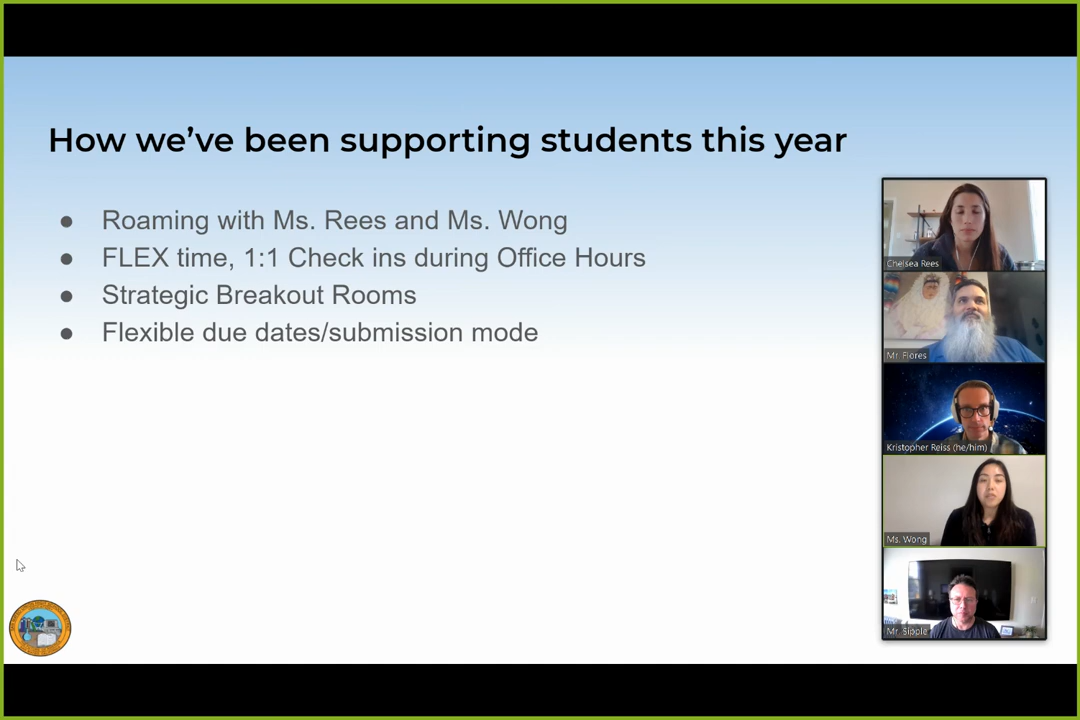 How we’ve been supporting students this year
● Roaming with Ms. Rees and Ms. Wong
● FLEX time, 1:1 Check ins during Office Hours
● Strategic Breakout Rooms
● Flexible due dates/submission mode
Chelsea Rees
Mr. Flores
Kristopher Reiss (he/him)
Ms. Wong
Mr. Sipple